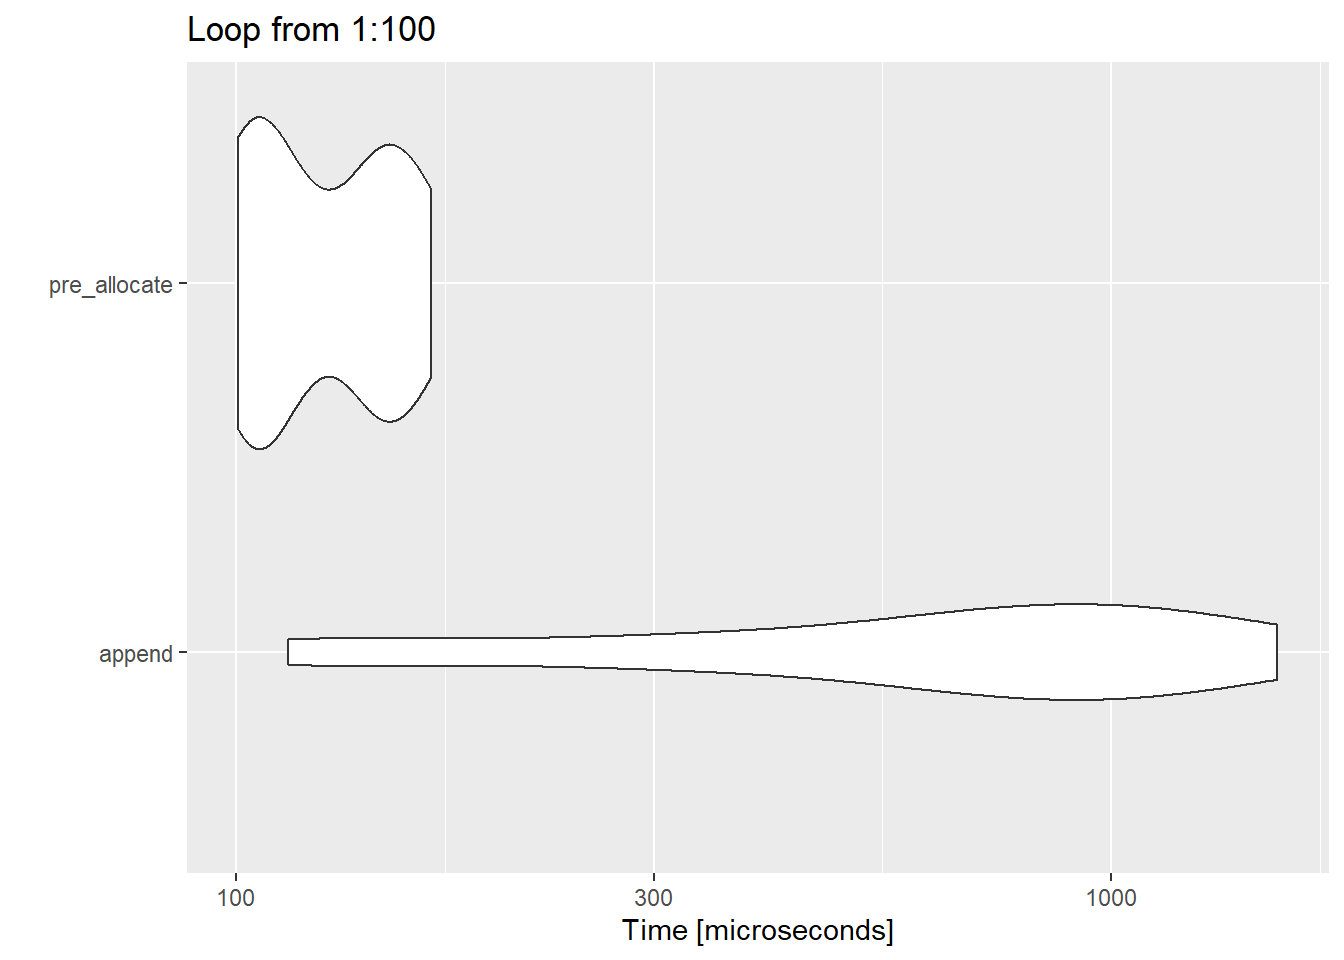 Loop from 1:100
pre_allocate
append
100
300
1000
Time [microseconds]